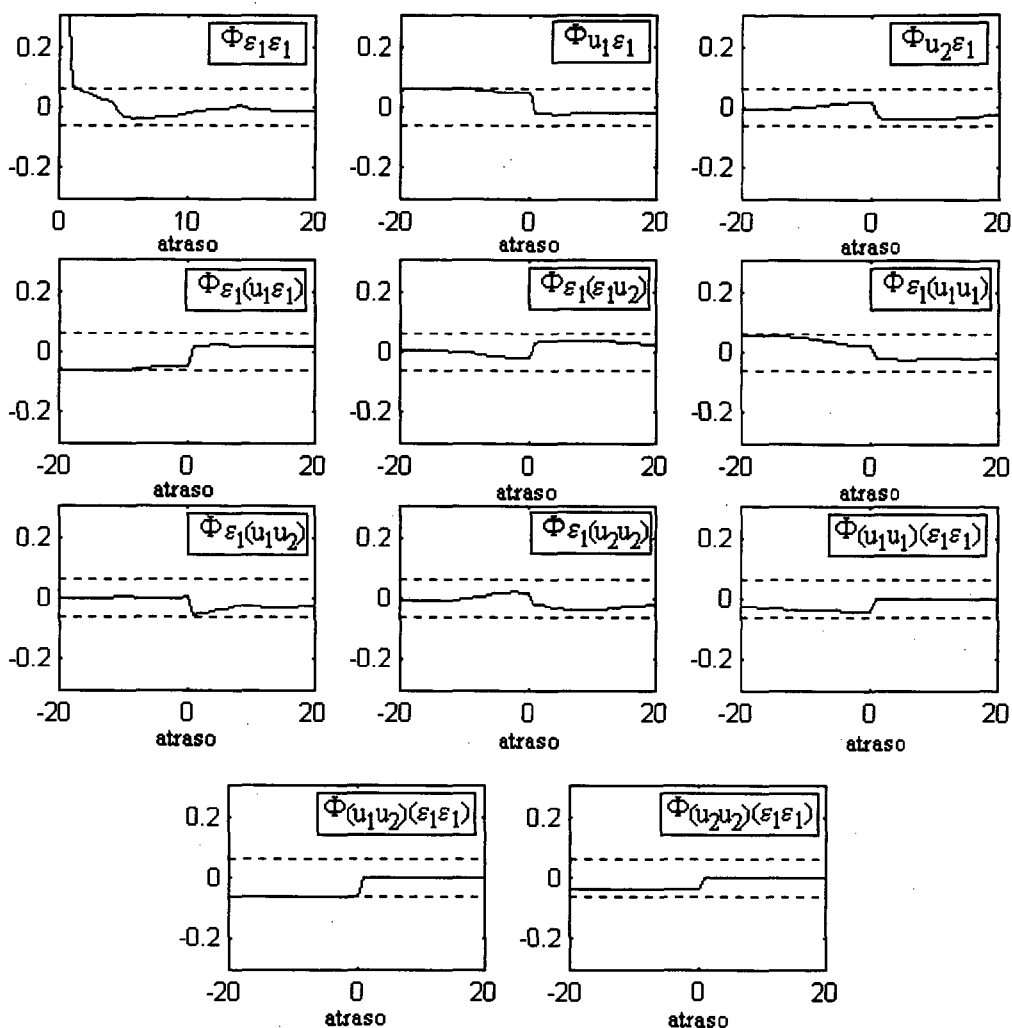 0.2
0
-0.2
0 10 20
atraso
Φε₁ε₁
0.2
0
-0.2
-20 0 20
atraso
Φu₁ε₁
0.2
0
-0.2
-20 0 20
atraso
Φu₂ε₁
0.2
0
-0.2
-20 0 20
atraso
Φε₁(u₁ε₁)
0.2
0
-0.2
-20 0 20
atraso
Φε₁(ε₁u₂)
0.2
0
-0.2
-20 0 20
atraso
Φε₁(u₁u₁)
0.2
0
-0.2
-20 0 20
atraso
Φε₁(u₁u₂)
0.2
0
-0.2
-20 0 20
atraso
Φε₁(u₂u₂)
0.2
0
-0.2
-20 0 20
atraso
Φ(u₁u₁)(ε₁ε₁)
0.2
0
-0.2
-20 0 20
atraso
Φ(u₁u₂)(ε₁ε₁)
0.2
0
-0.2
-20 0 20
atraso
Φ(u₂u₂)(ε₁ε₁)